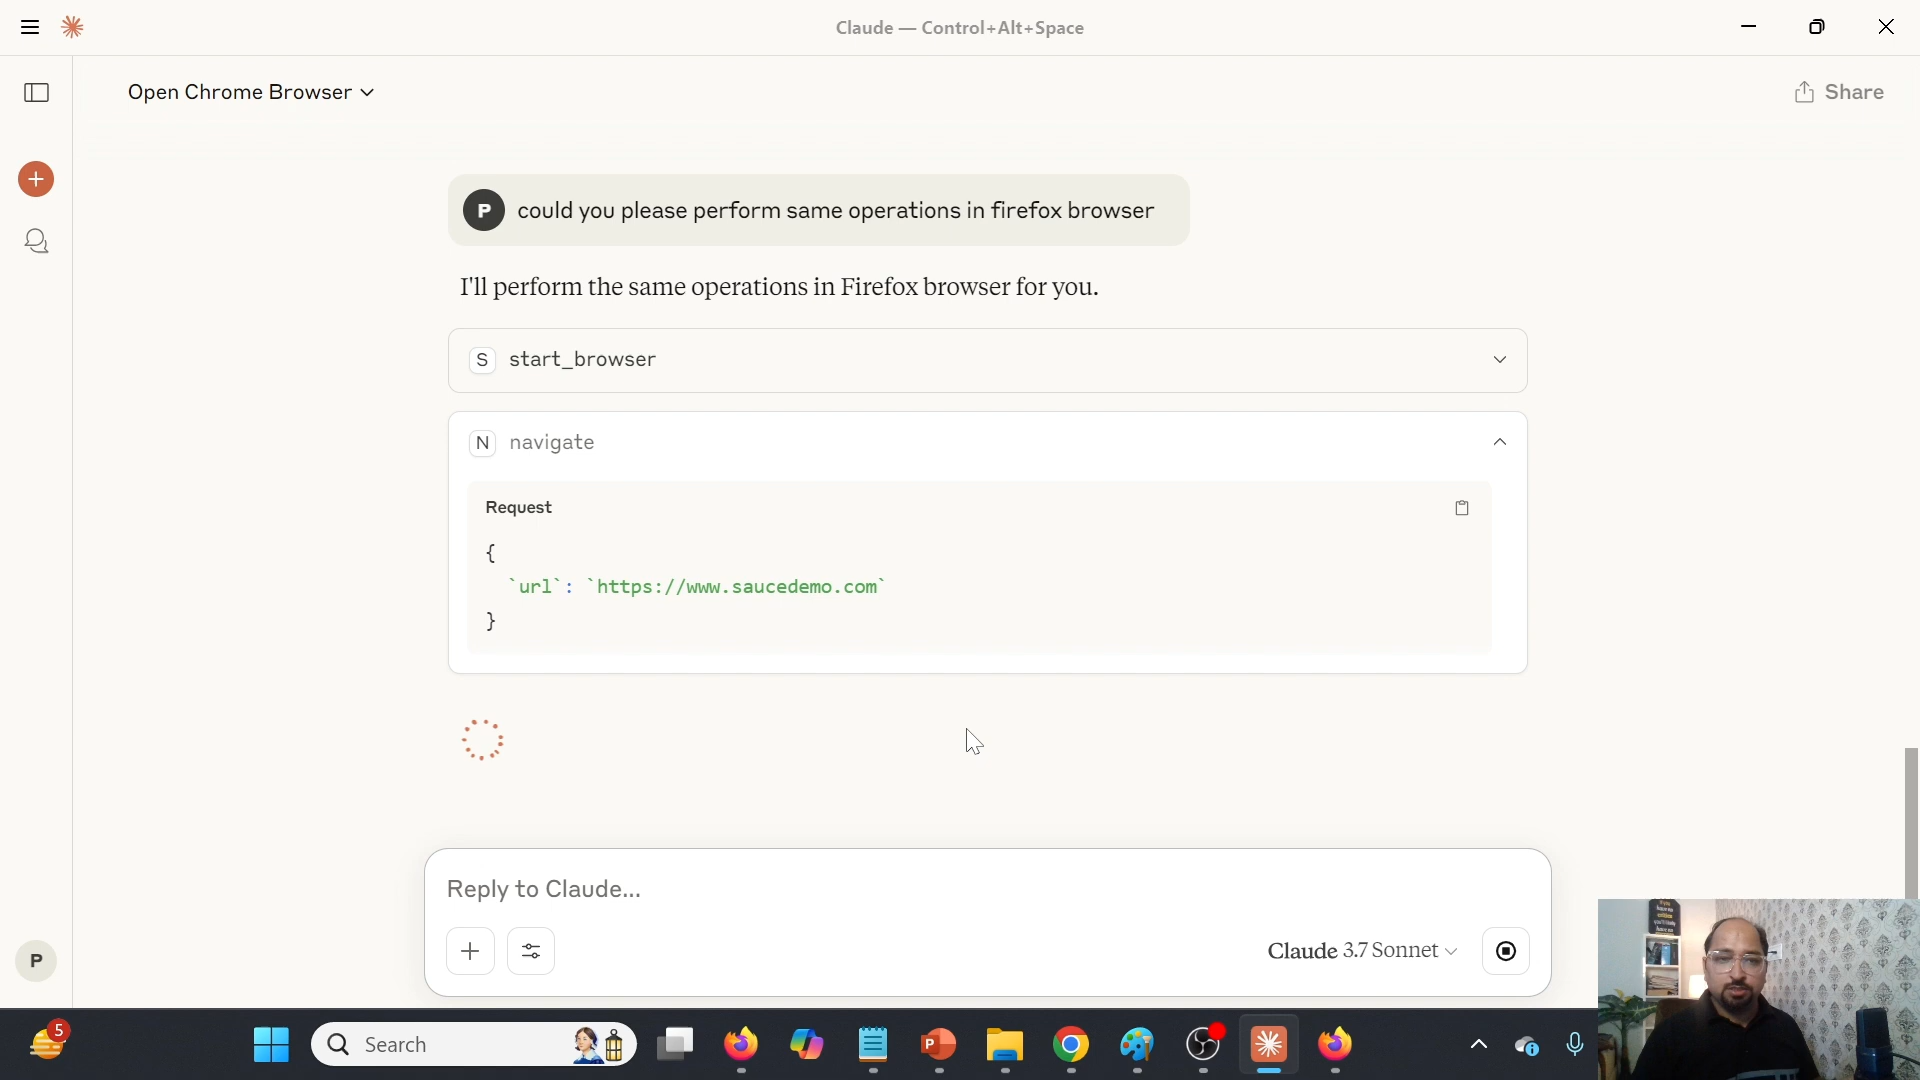 Claude — Control+Alt+Space
Open Chrome Browser
Share
P
could you please perform same operations in firefox browser
I'll perform the same operations in Firefox browser for you.
S
start_browser
N
navigate
Request
{
`url`: `https://www.saucedemo.com`
}
Reply to Claude...
Claude 3.7 Sonnet
P
5
Search
P